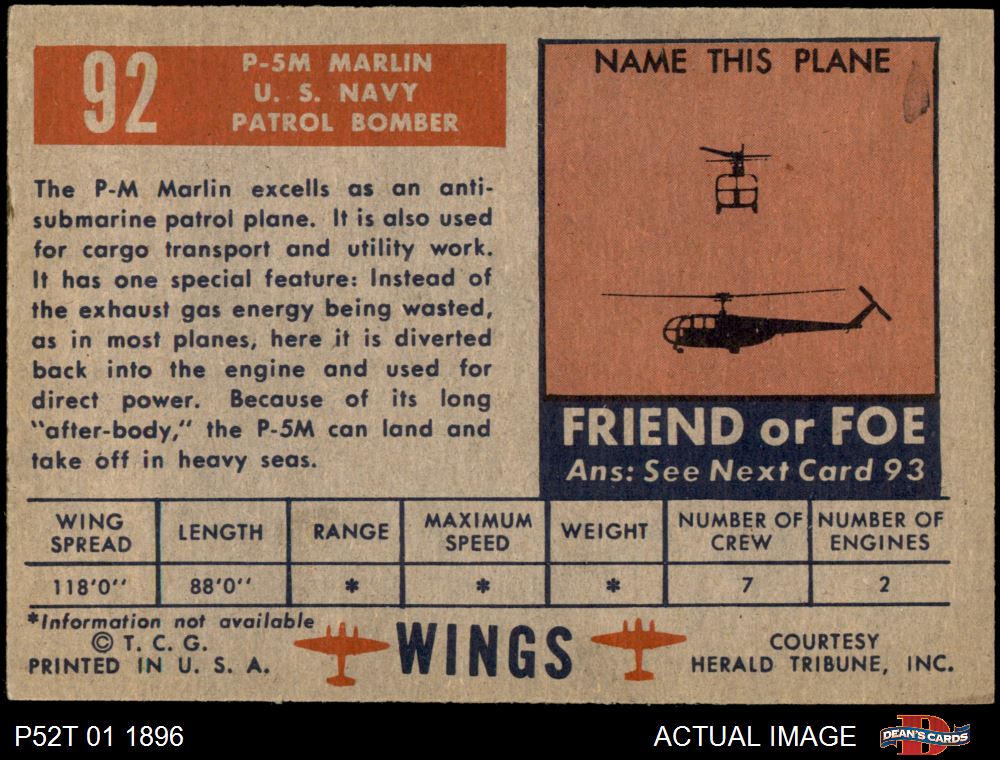 92
P-5M MARLIN
U. S. NAVY
PATROL BOMBER
The P-M Marlin excells as an anti-
submarine patrol plane. It is also used
for cargo transport and utility work.
It has one special feature: Instead of
the exhaust gas energy being wasted,
as in most planes, here it is diverted
back into the engine and used for
direct power. Because of its long
"after-body," the P-5M can land and
take off in heavy seas.
NAME THIS PLANE
FRIEND or FOE
Ans: See Next Card 93
WING SPREAD LENGTH RANGE MAXIMUM SPEED WEIGHT NUMBER OF CREW NUMBER OF ENGINES
118'0'' 88'0'' * * * 7 2
*Information not available
© T. C. G.
PRINTED IN U. S. A.
WINGS
COURTESY
HERALD TRIBUNE, INC.
P52T 01 1896
ACTUAL IMAGE
D
DEAN'S CARDS